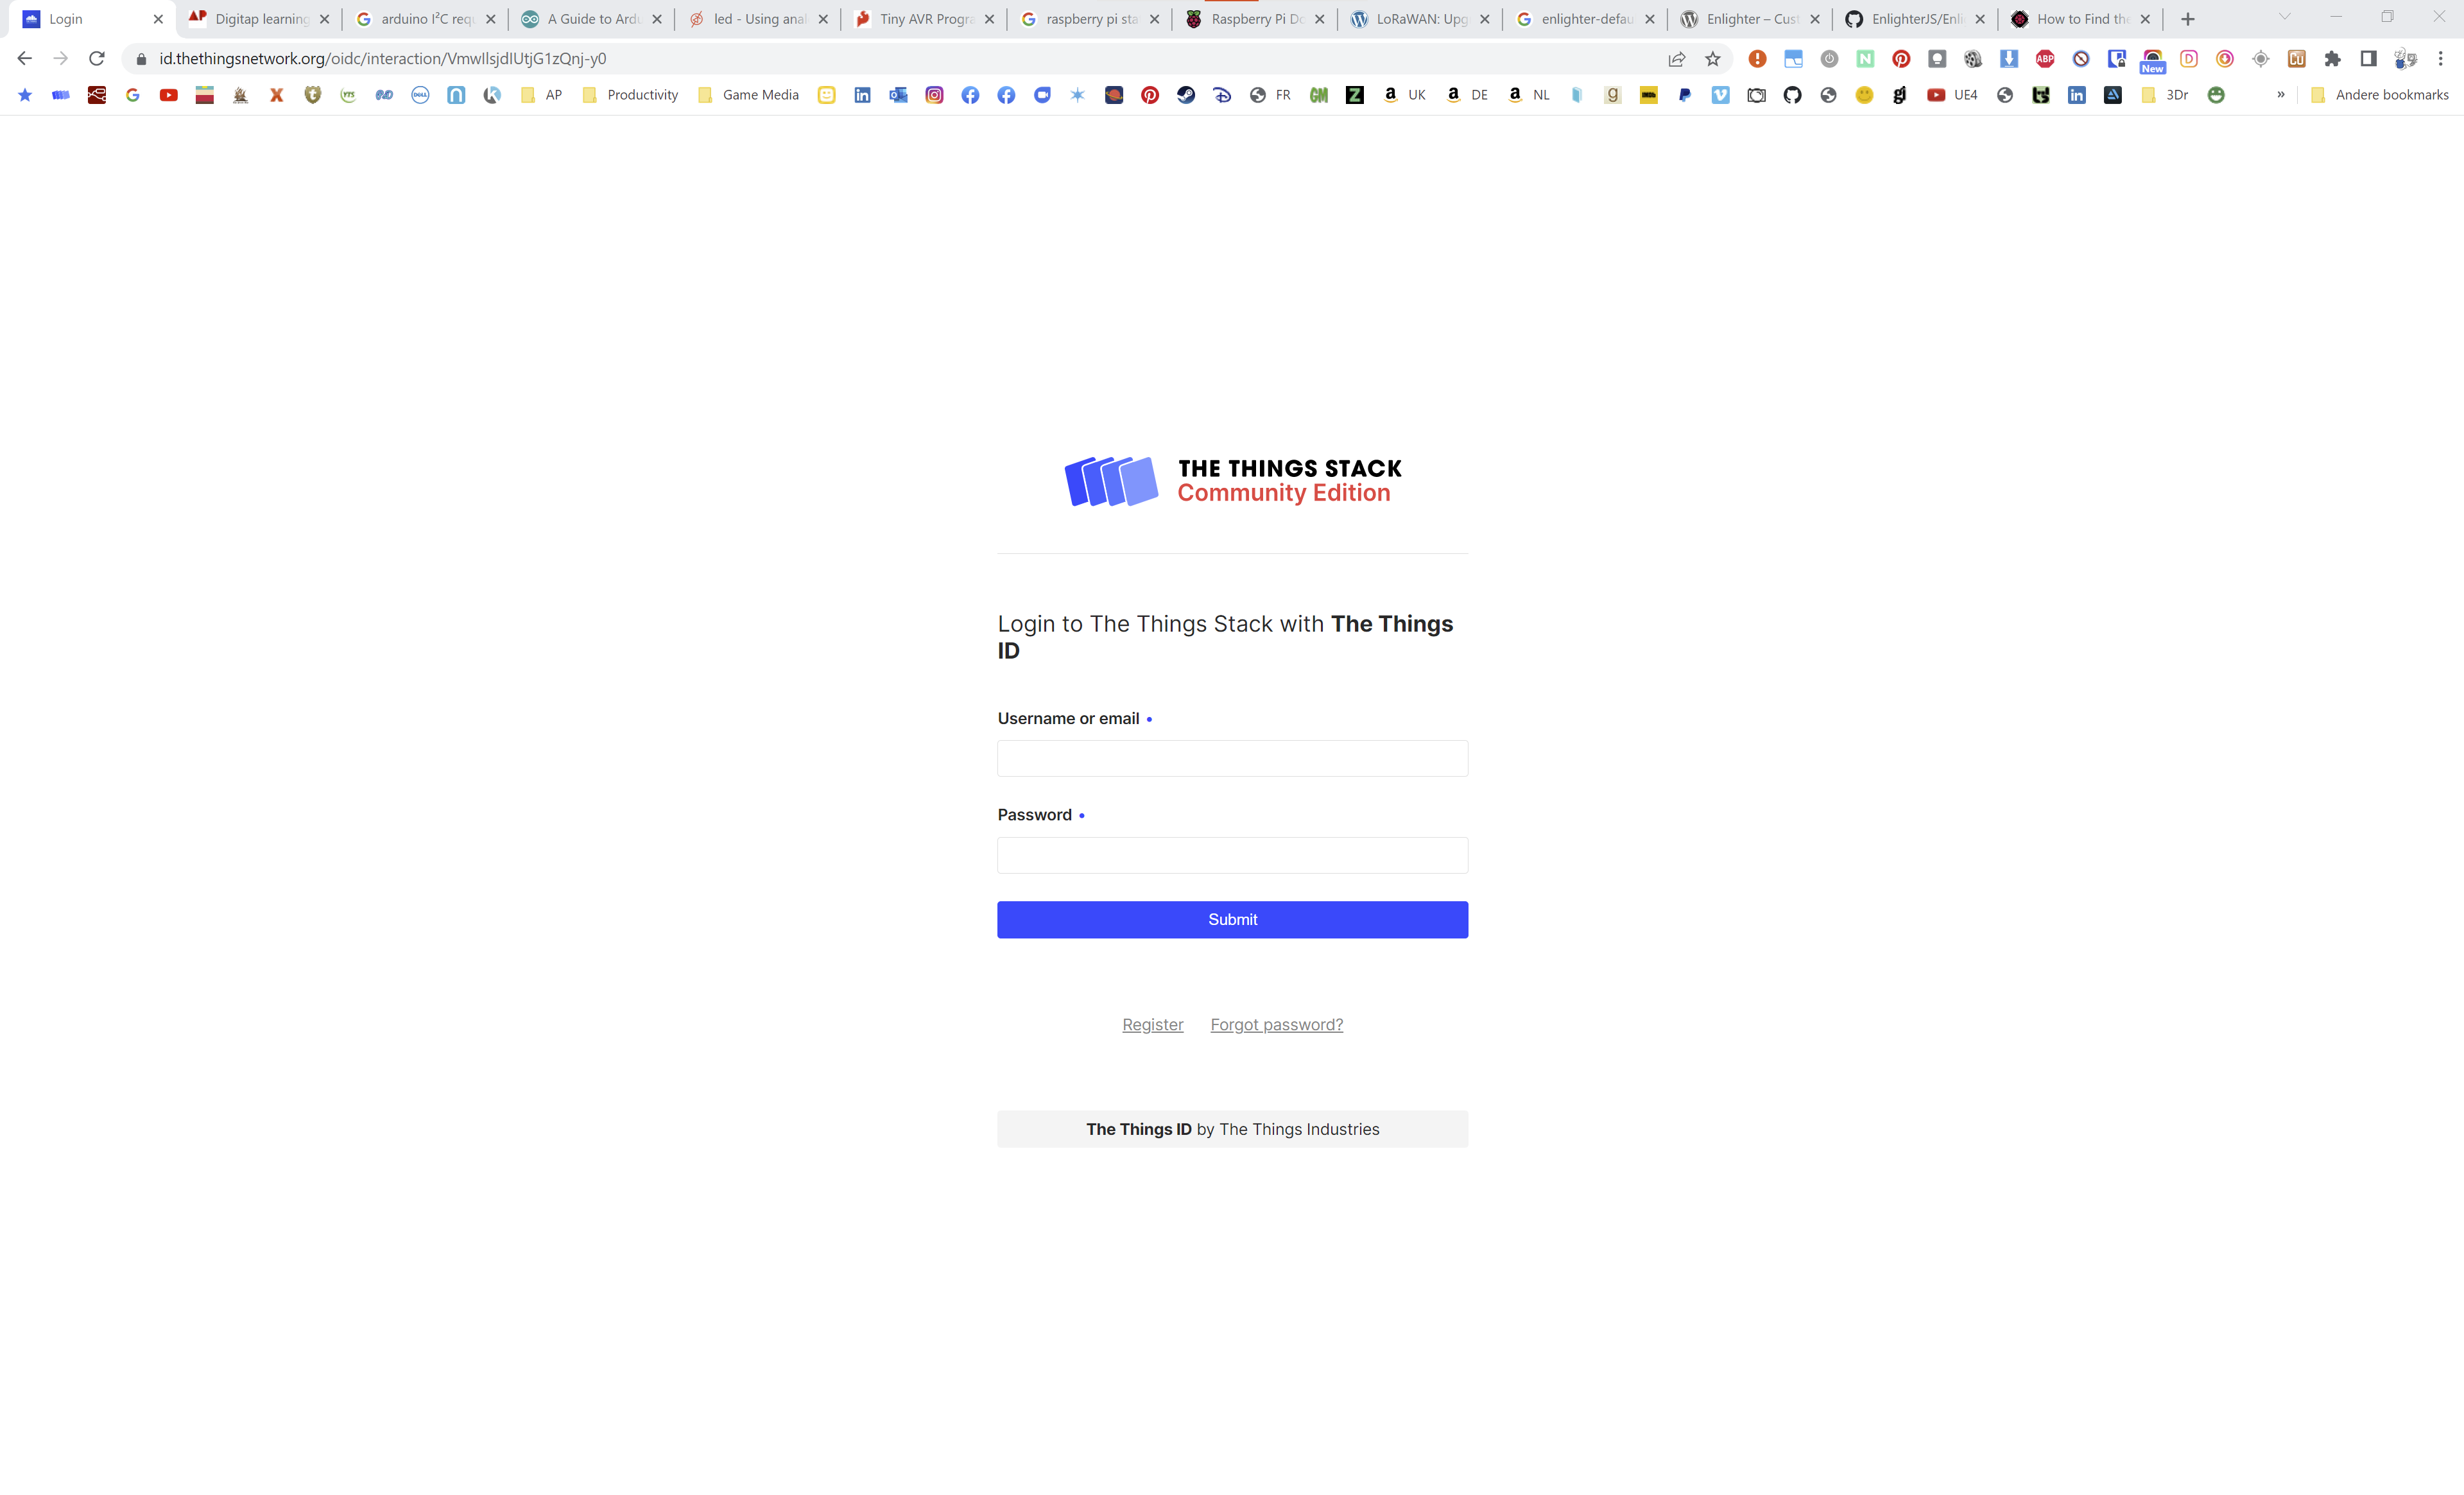 Login
Digitap learning
arduino I²C req
A Guide to Ardu
led - Using anal
Tiny AVR Progra
raspberry pi sta
Raspberry Pi Do
LoRaWAN: Upg
enlighter-defau
Enlighter – Cust
EnlighterJS/Enli
How to Find the
id.thethingsnetwork.org/oidc/interaction/VmwIlsjdIUtjG1zQnj-y0
New
AP
Productivity
Game Media
FR
UK
DE
NL
UE4
3Dr
»
Andere bookmarks
THE THINGS STACK
Community Edition
Login to The Things Stack with The Things
ID
Username or email
Password
Submit
Register Forgot password?
The Things ID by The Things Industries